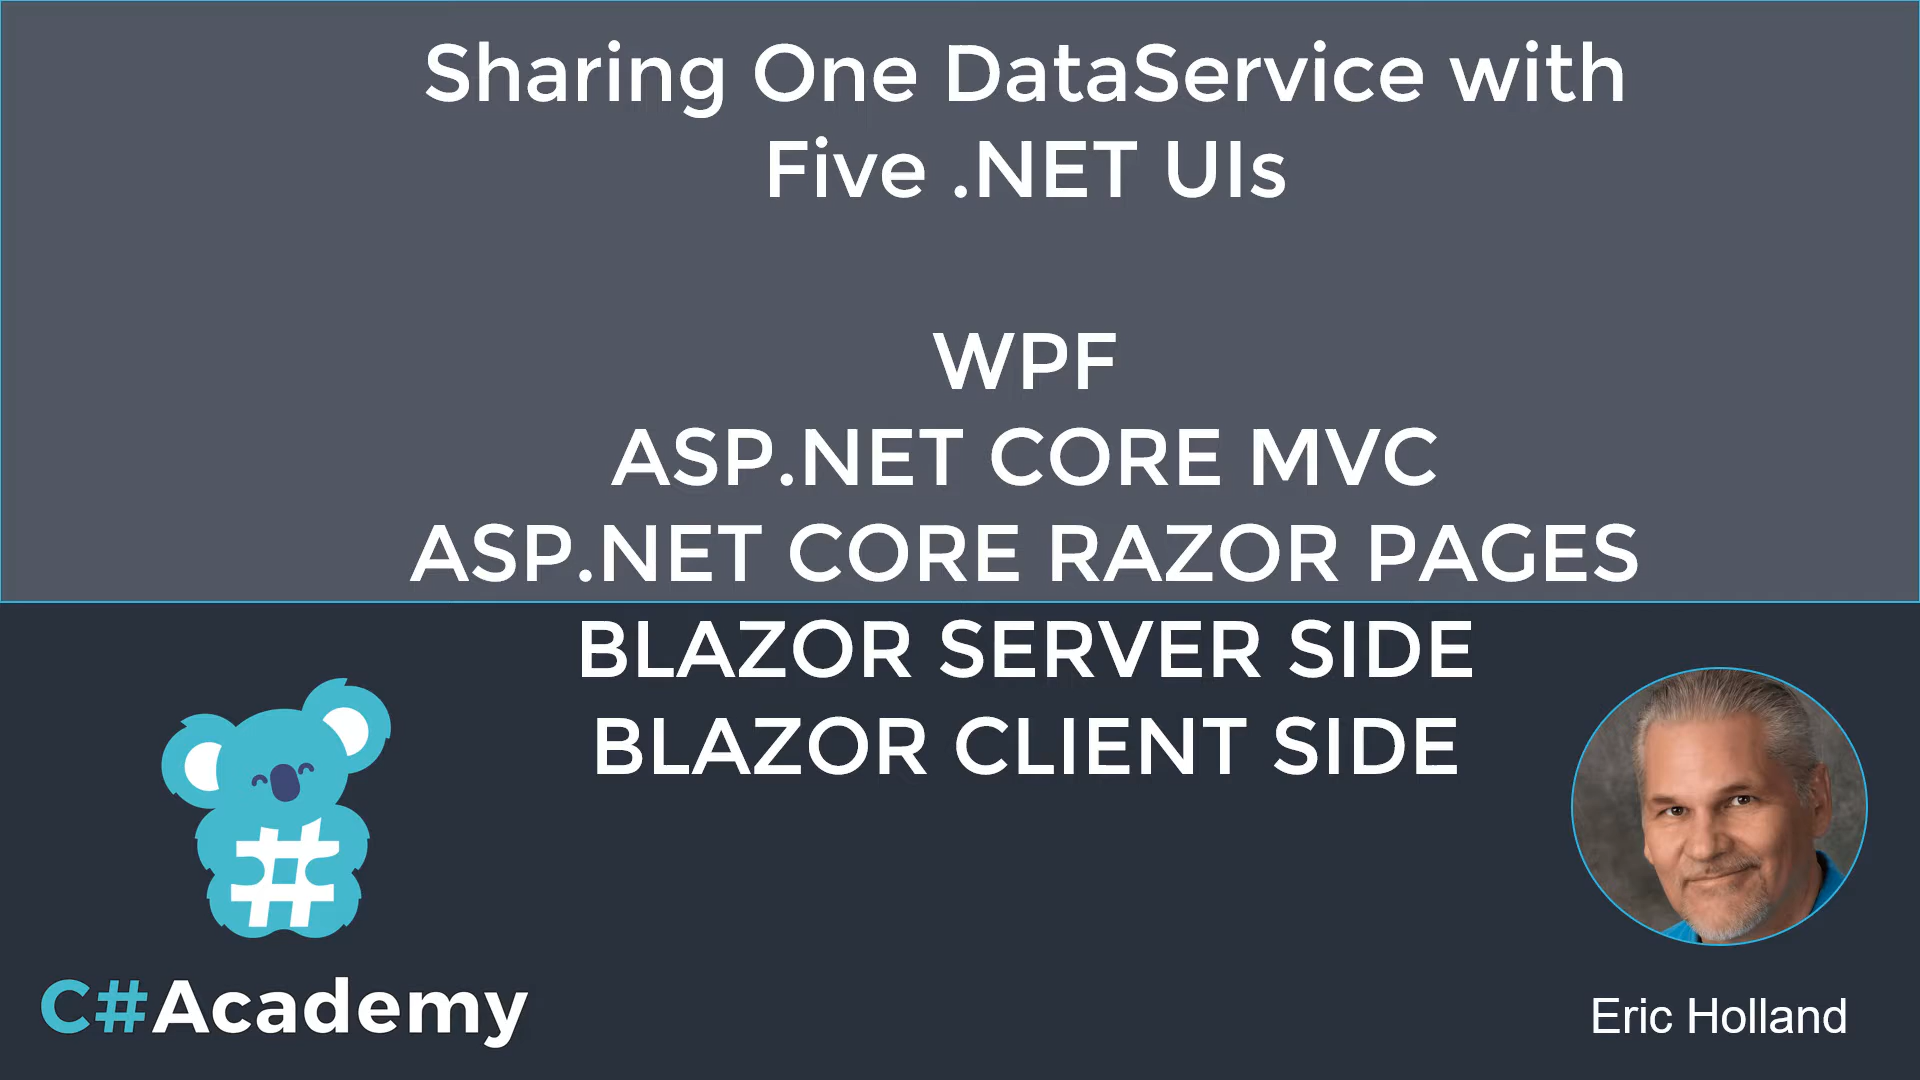 Sharing One DataService with
Five .NET UIs
WPF
ASP.NET CORE MVC
ASP.NET CORE RAZOR PAGES
BLAZOR SERVER SIDE
BLAZOR CLIENT SIDE
#
C#Academy
Eric Holland